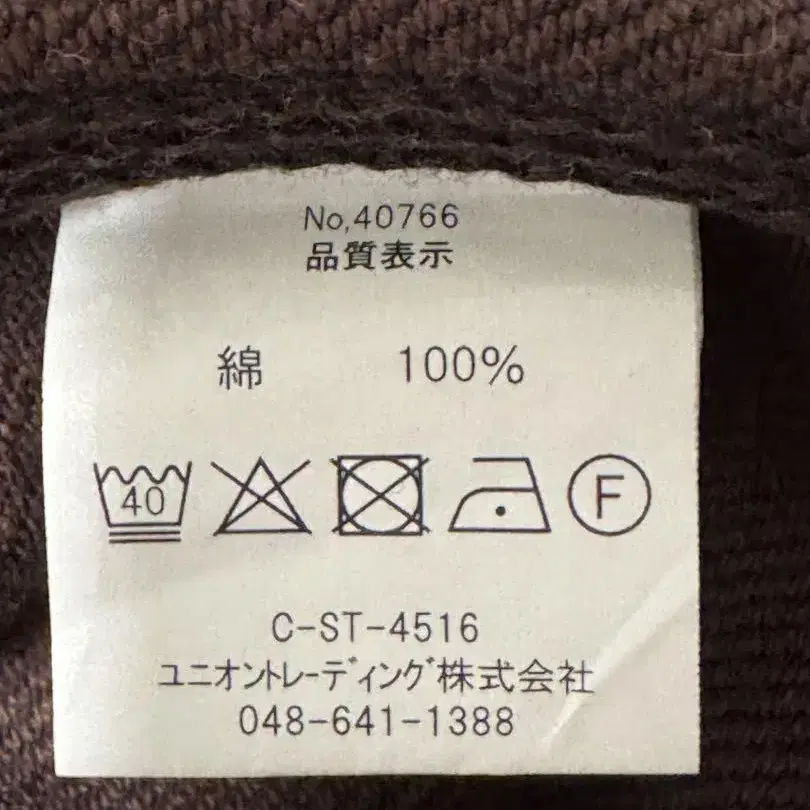 No,40766
品質表示
綿 100%
40 F
C-ST-4516
ユニオントレーディング株式会社
048-641-1388